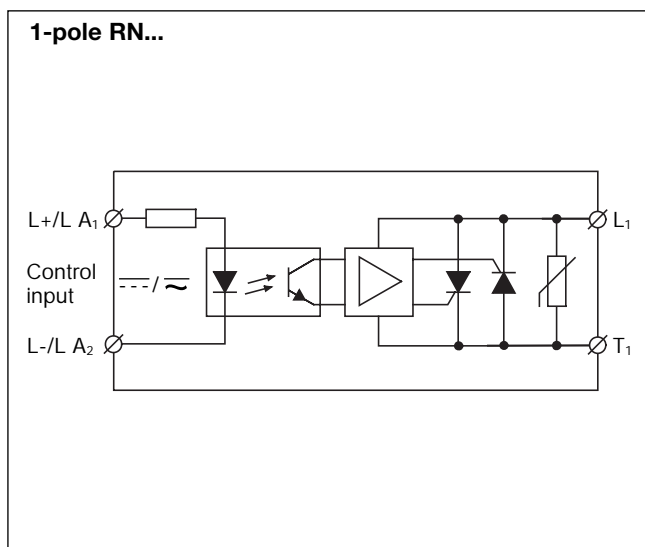 1-pole RN...
L+/L A₁
L₁
Control
input
L-/L A₂
T₁